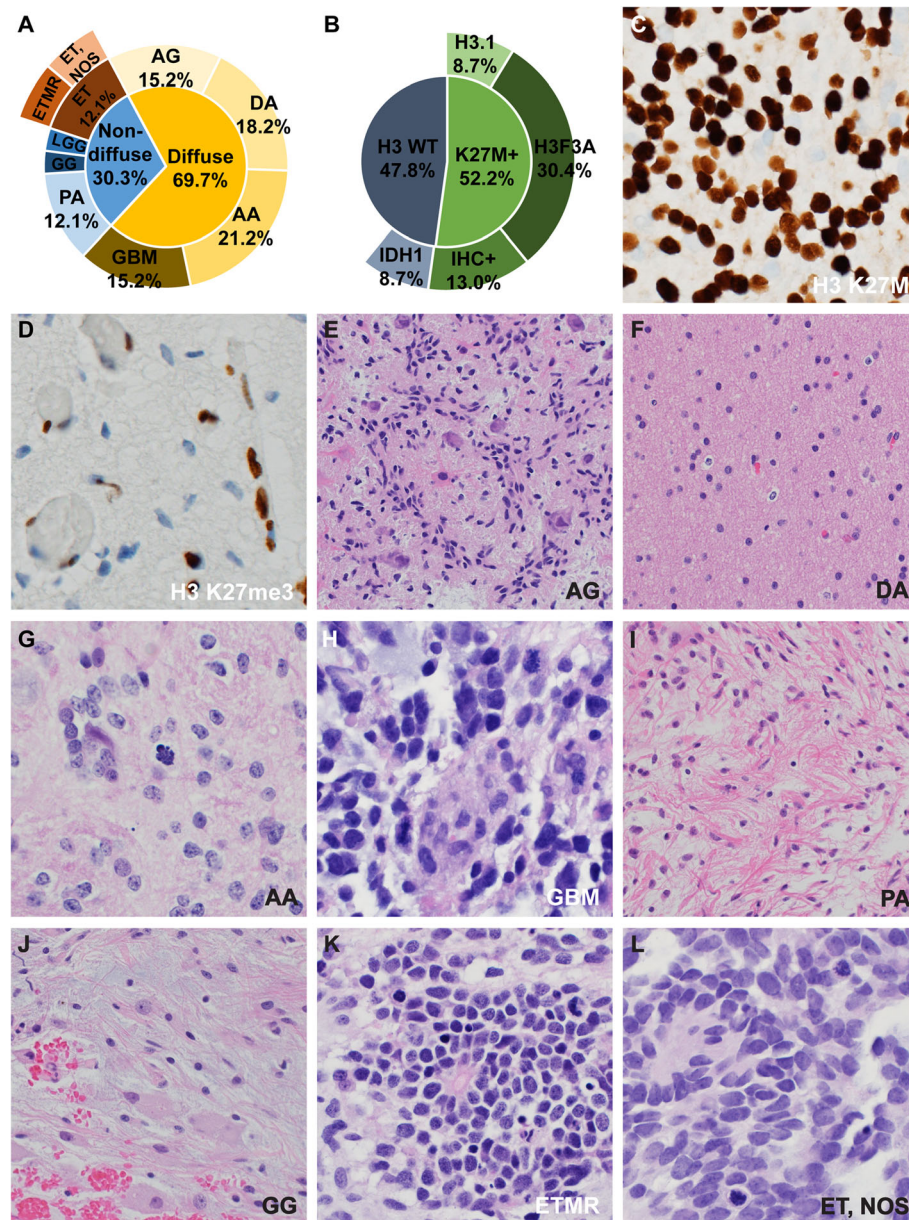 A
ET,
NOS
ETMR
ET
12.1%
AG
15.2%
DA
18.2%
LGG
GG
Non-
diffuse
30.3%
Diffuse
69.7%
PA
12.1%
AA
21.2%
GBM
15.2%
B
H3.1
8.7%
H3 WT
47.8%
K27M+
52.2%
H3F3A
30.4%
IDH1
8.7%
IHC+
13.0%
C
H3 K27M
D
H3 K27me3
E
AG
F
DA
G
AA
H
GBM
I
PA
J
GG
K
ETMR
L
ET, NOS